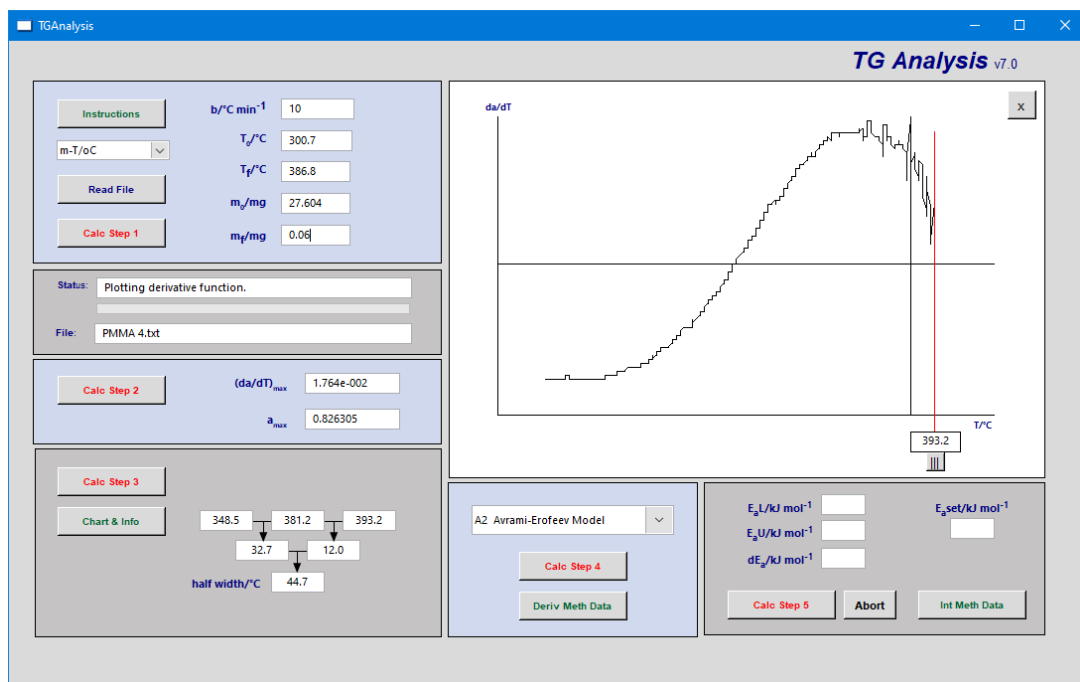 TGAnalysis
TG Analysis v7.0
Instructions
b/°C min-1
10
m-T/oC
To/°C
300.7
Read File
Tf/°C
386.8
mo/mg
27.604
Calc Step 1
mf/mg
0.06
Status:
Plotting derivative function.
File:
PMMA 4.txt
Calc Step 2
(da/dT)max
1.764e-002
amax
0.826305
Calc Step 3
Chart & Info
348.5
381.2
393.2
32.7
12.0
half width/°C
44.7
da/dT
x
T/°C
393.2
A2 Avrami-Erofeev Model
Calc Step 4
Deriv Meth Data
EaL/kJ mol-1
EaU/kJ mol-1
dEa/kJ mol-1
Easet/kJ mol-1
Calc Step 5
Abort
Int Meth Data